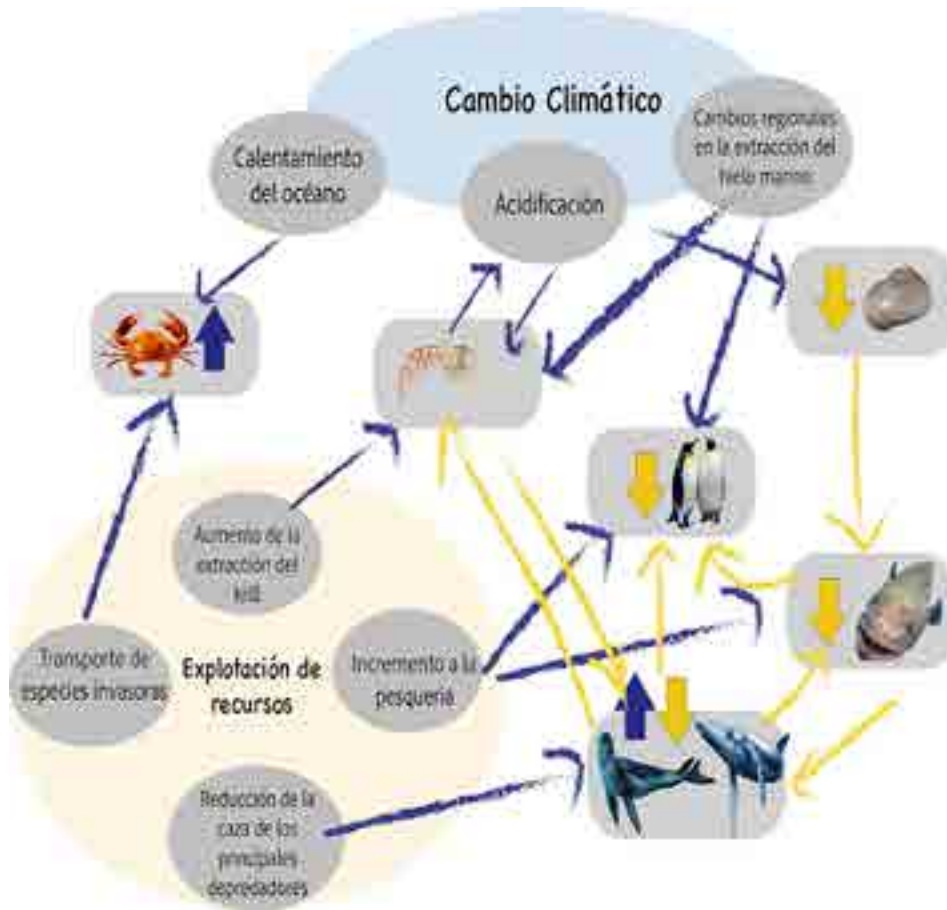 Cambio Climático
Calentamiento
del océano
Acidificación
Cambios regionales
en la extracción del
hielo marino
Aumento de la
extracción del
krill
Transporte de
especies invasoras
Explotación de
recursos
Incremento a la
pesquería
Reducción de la
caza de los
principales
depredadores